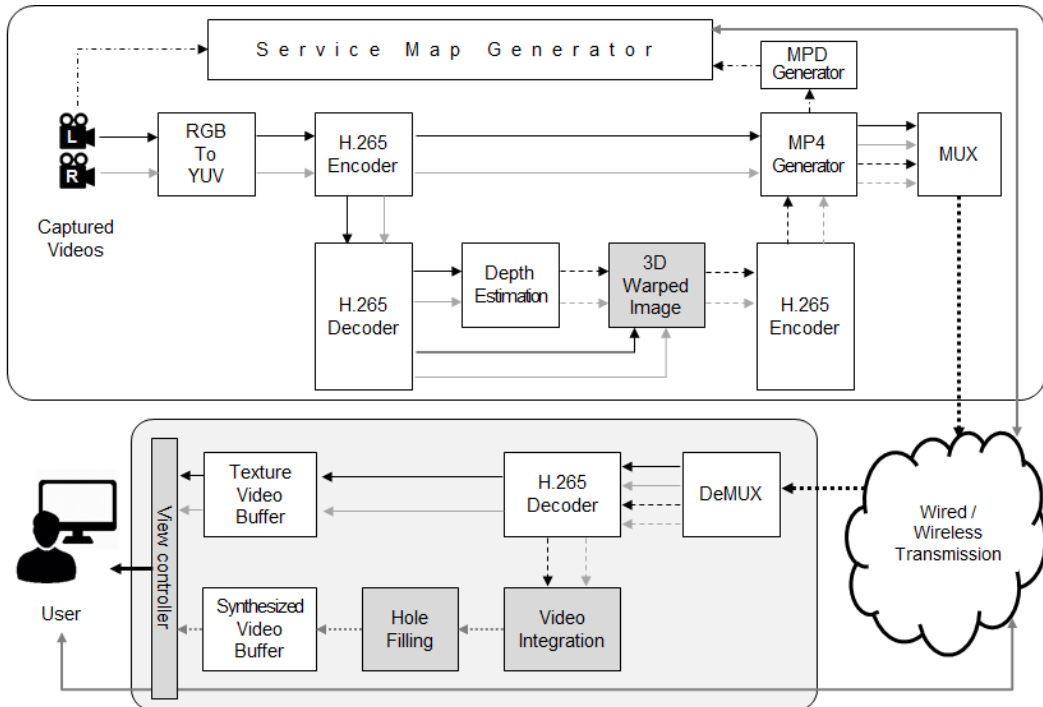 Service Map Generator
MPD
Generator
L
R
Captured
Videos
RGB
To
YUV
H.265
Encoder
MP4
Generator
MUX
H.265
Decoder
Depth
Estimation
3D
Warped
Image
H.265
Encoder
User
View controller
Texture
Video
Buffer
H.265
Decoder
DeMUX
Wired /
Wireless
Transmission
Synthesized
Video
Buffer
Hole
Filling
Video
Integration